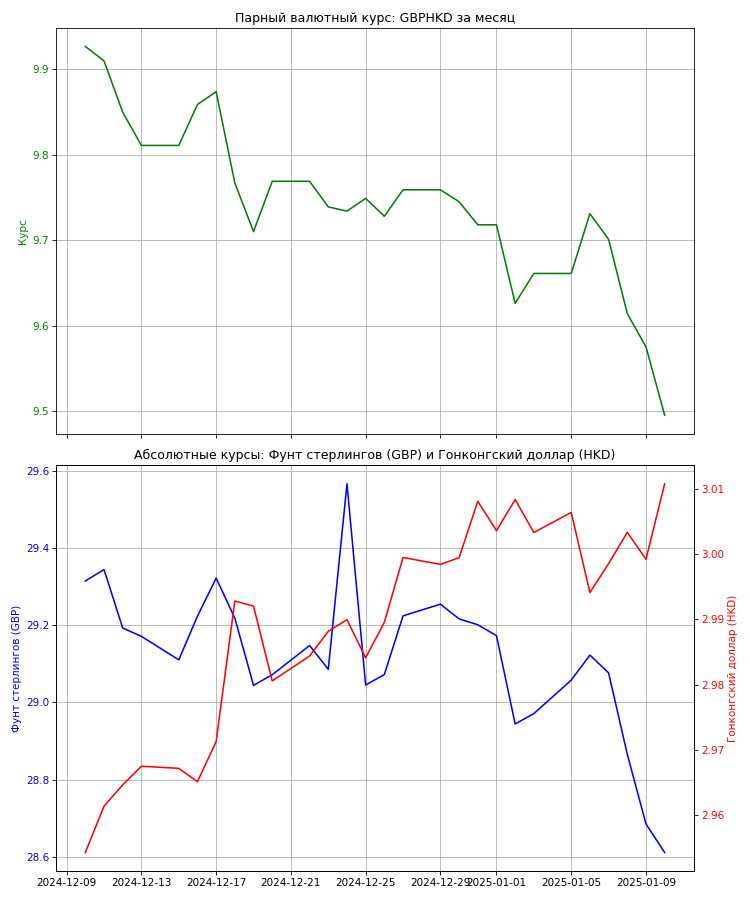 Парный валютный курс: GBPHKD за месяц
9.9
9.8
9.7
9.6
9.5
Курс
Абсолютные курсы: Фунт стерлингов (GBP) и Гонконгский доллар (HKD)
29.6
29.4
29.2
29.0
28.8
28.6
Фунт стерлингов (GBP)
3.01
3.00
2.99
2.98
2.97
2.96
Гонконгский доллар (HKD)
2024-12-09 2024-12-13 2024-12-17 2024-12-21 2024-12-25 2024-12-29 2025-01-01 2025-01-05 2025-01-09